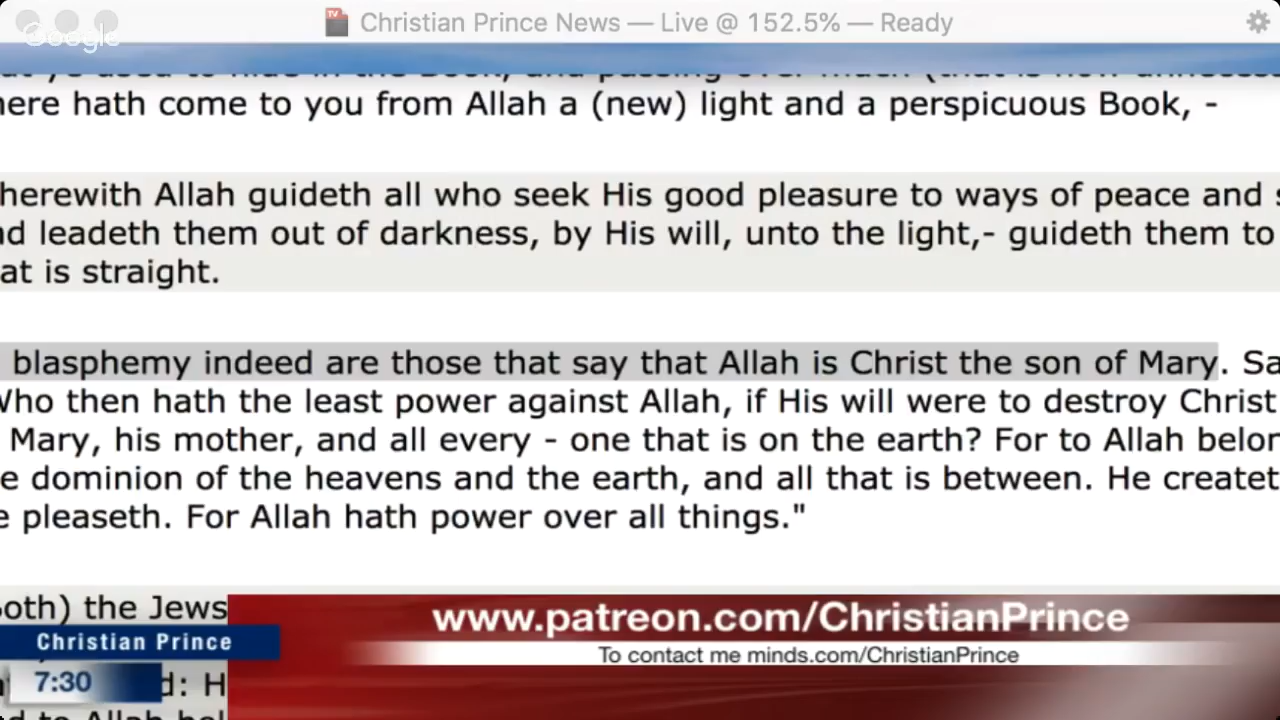 Christian Prince News — Live @ 152.5% — Ready
Google
here hath come to you from Allah a (new) light and a perspicuous Book, -
herewith Allah guideth all who seek His good pleasure to ways of peace and s
nd leadeth them out of darkness, by His will, unto the light,- guideth them to
at is straight.
blasphemy indeed are those that say that Allah is Christ the son of Mary. Sa
Who then hath the least power against Allah, if His will were to destroy Christ
Mary, his mother, and all every - one that is on the earth? For to Allah belon
e dominion of the heavens and the earth, and all that is between. He createt
e pleaseth. For Allah hath power over all things."
Both) the Jews
www.patreon.com/ChristianPrince
Christian Prince
To contact me minds.com/ChristianPrince
7:30
d: H